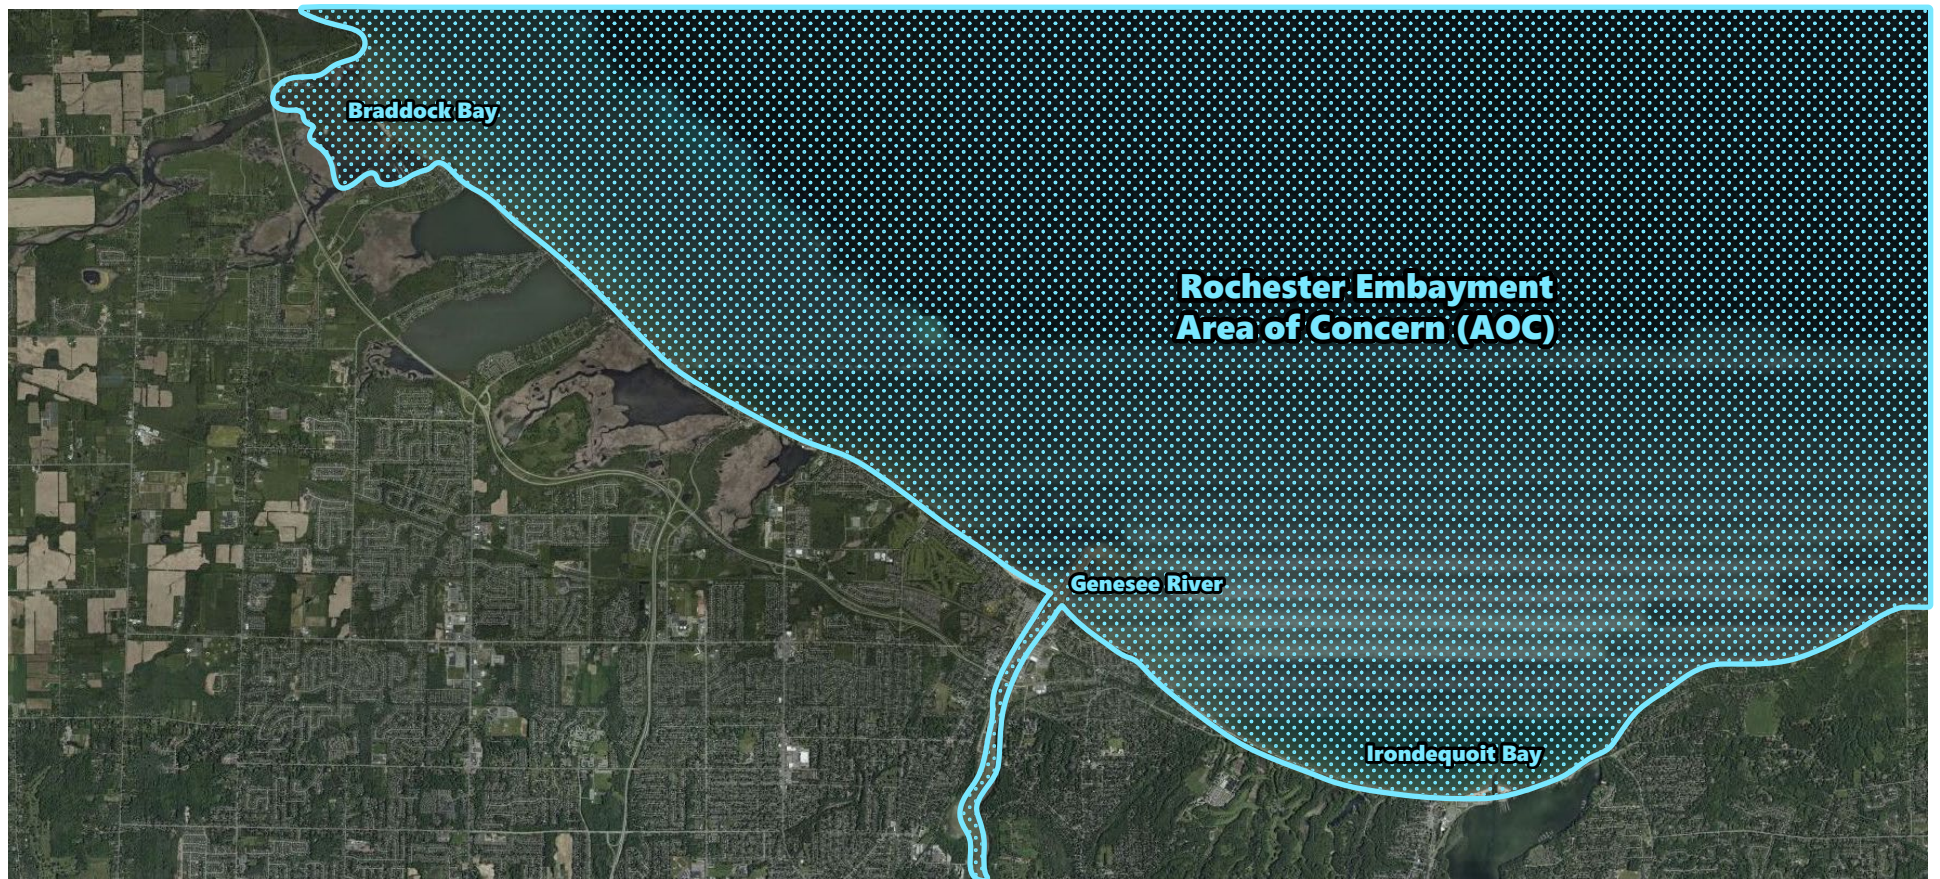 Braddock Bay
Rochester Embayment
Area of Concern (AOC)
Genesee River
Irondequoit Bay